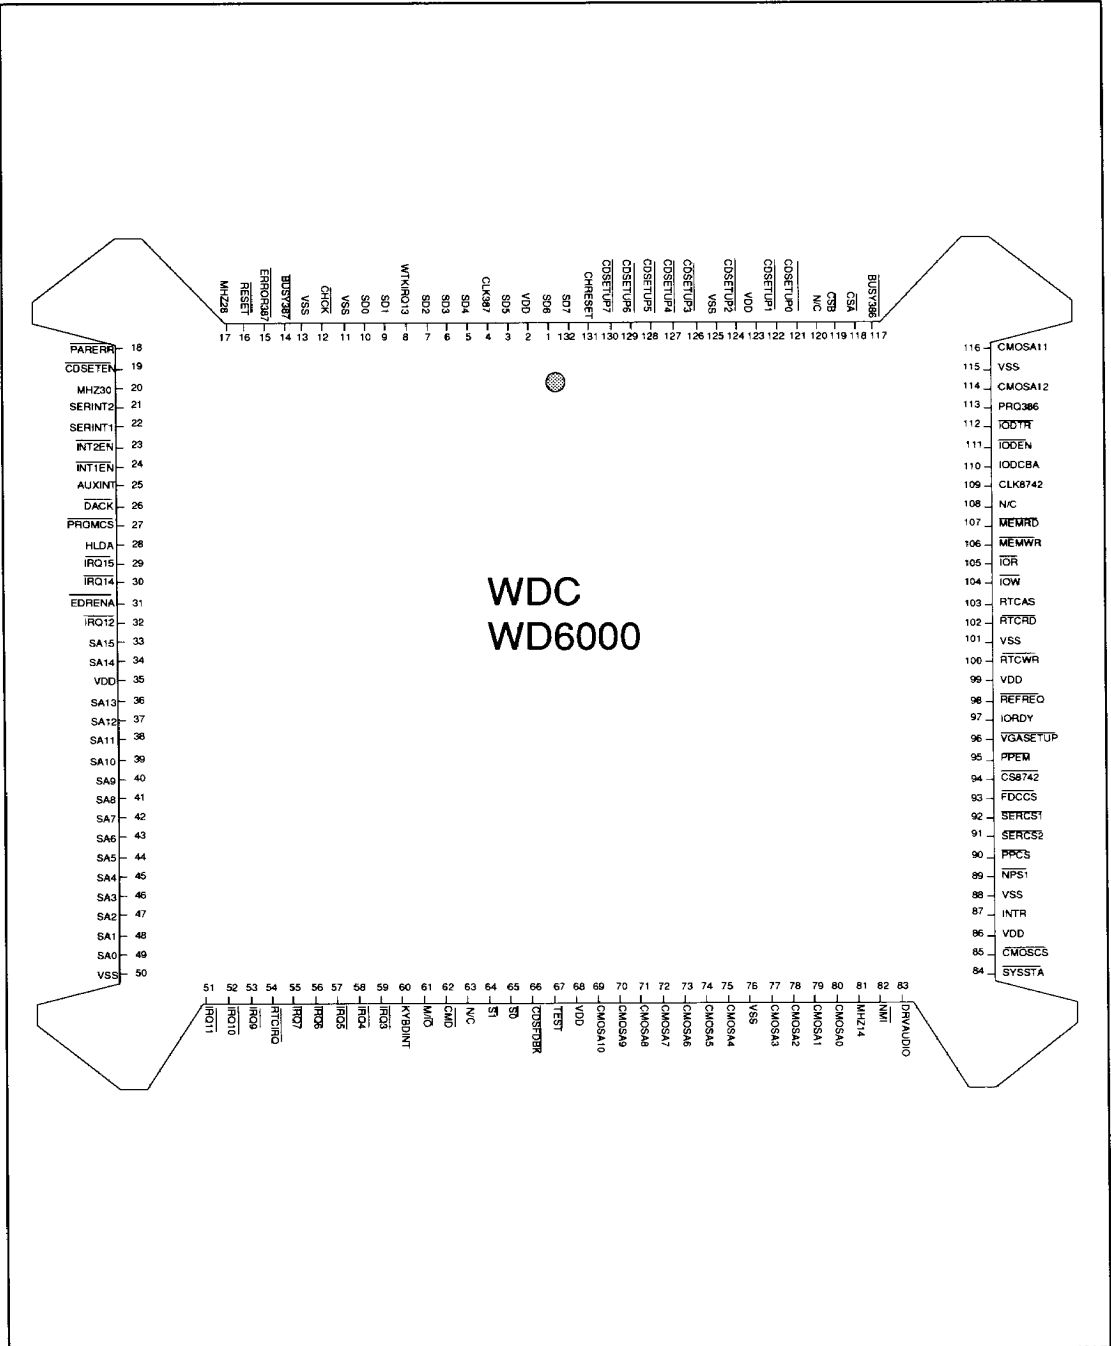 MHZ28 RESET ERROR387 BUSY387 VSS CHCK VSS SD0 SD1 WTKIRQ13 SD2 SD3 SD4 CLK387 SD5 VDD SD6 SD7 CHRESET CDSETUP7 CDSETUP6 CDSETUP5 CDSETUP4 CDSETUP3 VSS CDSETUP2 VDD CDSETUP1 CDSETUP0 N/C CSB CSA BUSY386
17 16 15 14 13 12 11 10 9 8 7 6 5 4 3 2 1 132 131 130 129 128 127 126 125 124 123 122 121 120 119 118 117
PARERR 18
CDSETEN 19
MHZ30 20
SERINT2 21
SERINT1 22
INT2EN 23
INT1EN 24
AUXINT 25
DACK 26
PROMCS 27
HLDA 28
IRQ15 29
IRQ14 30
EDRENA 31
IRQ12 32
SA15 33
SA14 34
VDD 35
SA13 36
SA12 37
SA11 38
SA10 39
SA9 40
SA8 41
SA7 42
SA6 43
SA5 44
SA4 45
SA3 46
SA2 47
SA1 48
SA0 49
VSS 50
WDC
WD6000
116 CMOSA11
115 VSS
114 CMOSA12
113 PRQ386
112 IODTR
111 IODEN
110 IODCBA
109 CLK8742
108 N/C
107 MEMRD
106 MEMWR
105 IOR
104 IOW
103 RTCAS
102 RTCRD
101 VSS
100 RTCWR
99 VDD
98 REFREQ
97 IORDY
96 VGASETUP
95 PPEM
94 CS8742
93 FDCCS
92 SERCS1
91 SERCS2
90 PPCS
89 NPS1
88 VSS
87 INTR
86 VDD
85 CMOSCS
84 SYSSTA
51 52 53 54 55 56 57 58 59 60 61 62 63 64 65 66 67 68 69 70 71 72 73 74 75 76 77 78 79 80 81 82 83
IRQ11 IRQ10 IRQ9 RTCIRQ IRQ7 IRQ6 IRQ5 IRQ4 IRQ3 KYBDINT M/IO CMD N/C S1 S0 CDSFDBK TEST VDD CMOSA10 CMOSA9 CMOSA8 CMOSA7 CMOSA6 CMOSA5 CMOSA4 VSS CMOSA3 CMOSA2 CMOSA1 CMOSA0 MHZ14 NMI DRVAUDIO